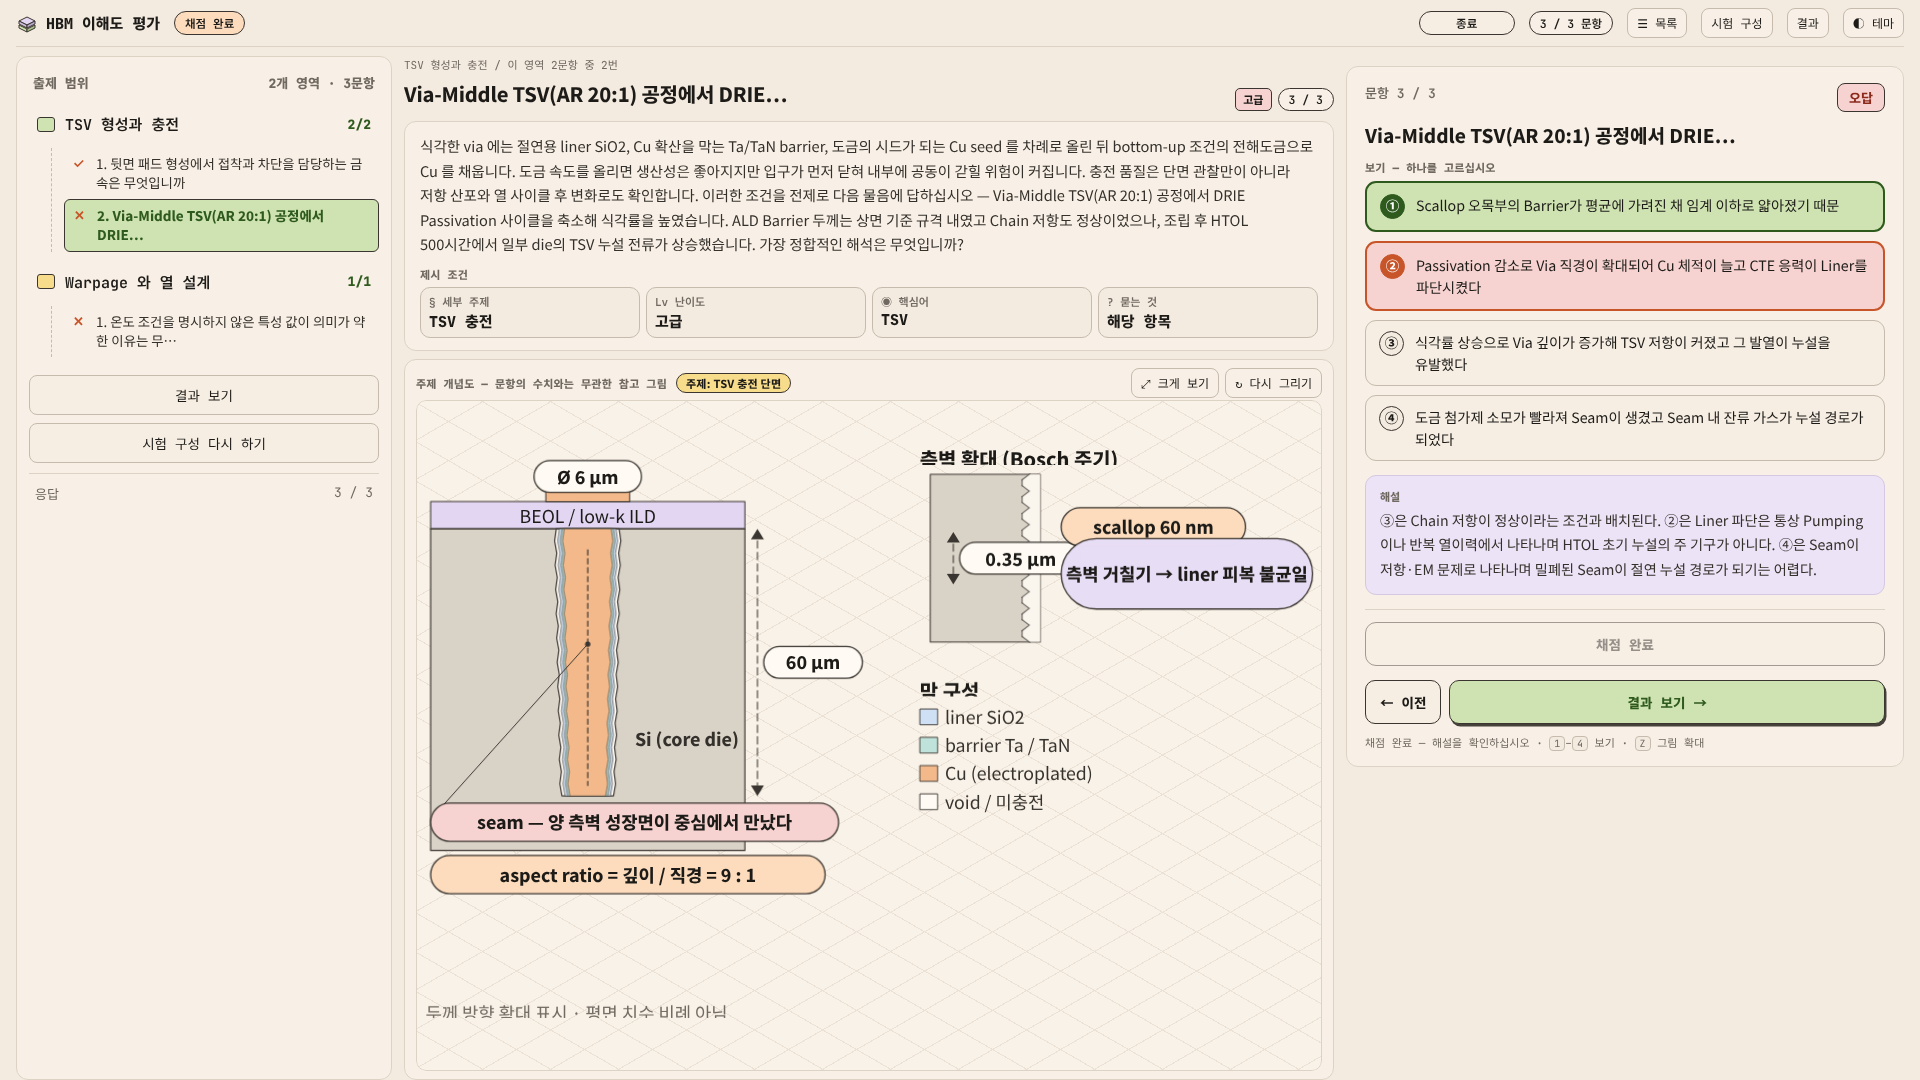 HBM 이해도 평가
채점 완료
종료
3 / 3 문항
☰ 목록
시험 구성
결과
◐ 테마
출제 범위
2개 영역 · 3문항
TSV 형성과 충전
2/2
1. 뒷면 패드 형성에서 접착과 차단을 담당하는 금
속은 무엇입니까
2. Via-Middle TSV(AR 20:1) 공정에서
DRIE…
Warpage 와 열 설계
1/1
1. 온도 조건을 명시하지 않은 특성 값이 의미가 약
한 이유는 무…
결과 보기
시험 구성 다시 하기
응답
3 / 3
TSV 형성과 충전 / 이 영역 2문항 중 2번
Via-Middle TSV(AR 20:1) 공정에서 DRIE…
고급
3 / 3
식각한 via 에는 절연용 liner SiO2, Cu 확산을 막는 Ta/TaN barrier, 도금의 시드가 되는 Cu seed 를 차례로 올린 뒤 bottom-up 조건의 전해도금으로
Cu 를 채웁니다. 도금 속도를 올리면 생산성은 좋아지지만 입구가 먼저 닫혀 내부에 공동이 갇힐 위험이 커집니다. 충전 품질은 단면 관찰만이 아니라
저항 산포와 열 사이클 후 변화로도 확인합니다. 이러한 조건을 전제로 다음 물음에 답하십시오 — Via-Middle TSV(AR 20:1) 공정에서 DRIE
Passivation 사이클을 축소해 식각률을 높였습니다. ALD Barrier 두께는 상면 기준 규격 내였고 Chain 저항도 정상이었으나, 조립 후 HTOL
500시간에서 일부 die의 TSV 누설 전류가 상승했습니다. 가장 정합적인 해석은 무엇입니까?
제시 조건
§ 세부 주제
TSV 충전
Lv 난이도
고급
◉ 핵심어
TSV
? 묻는 것
해당 항목
주제 개념도 — 문항의 수치와는 무관한 참고 그림
주제: TSV 충전 단면
⤢ 크게 보기
↻ 다시 그리기
Ø 6 µm
BEOL / low-k ILD
60 µm
Si (core die)
seam — 양 측벽 성장면이 중심에서 만났다
aspect ratio = 깊이 / 직경 = 9 : 1
측벽 확대 (Bosch 주기)
scallop 60 nm
0.35 µm
측벽 거칠기 → liner 피복 불균일
막 구성
liner SiO2
barrier Ta / TaN
Cu (electroplated)
void / 미충전
두께 방향 확대 표시 · 평면 치수 비례 아님
문항 3 / 3
오답
Via-Middle TSV(AR 20:1) 공정에서 DRIE…
보기 — 하나를 고르십시오
① Scallop 오목부의 Barrier가 평균에 가려진 채 임계 이하로 얇아졌기 때문
② Passivation 감소로 Via 직경이 확대되어 Cu 체적이 늘고 CTE 응력이 Liner를
파단시켰다
③ 식각률 상승으로 Via 깊이가 증가해 TSV 저항이 커졌고 그 발열이 누설을
유발했다
④ 도금 첨가제 소모가 빨라져 Seam이 생겼고 Seam 내 잔류 가스가 누설 경로가
되었다
해설
③은 Chain 저항이 정상이라는 조건과 배치된다. ②은 Liner 파단은 통상 Pumping
이나 반복 열이력에서 나타나며 HTOL 초기 누설의 주 기구가 아니다. ④은 Seam이
저항·EM 문제로 나타나며 밀폐된 Seam이 절연 누설 경로가 되기는 어렵다.
채점 완료
← 이전
결과 보기 →
채점 완료 — 해설을 확인하십시오 · 1–4 보기 · Z 그림 확대